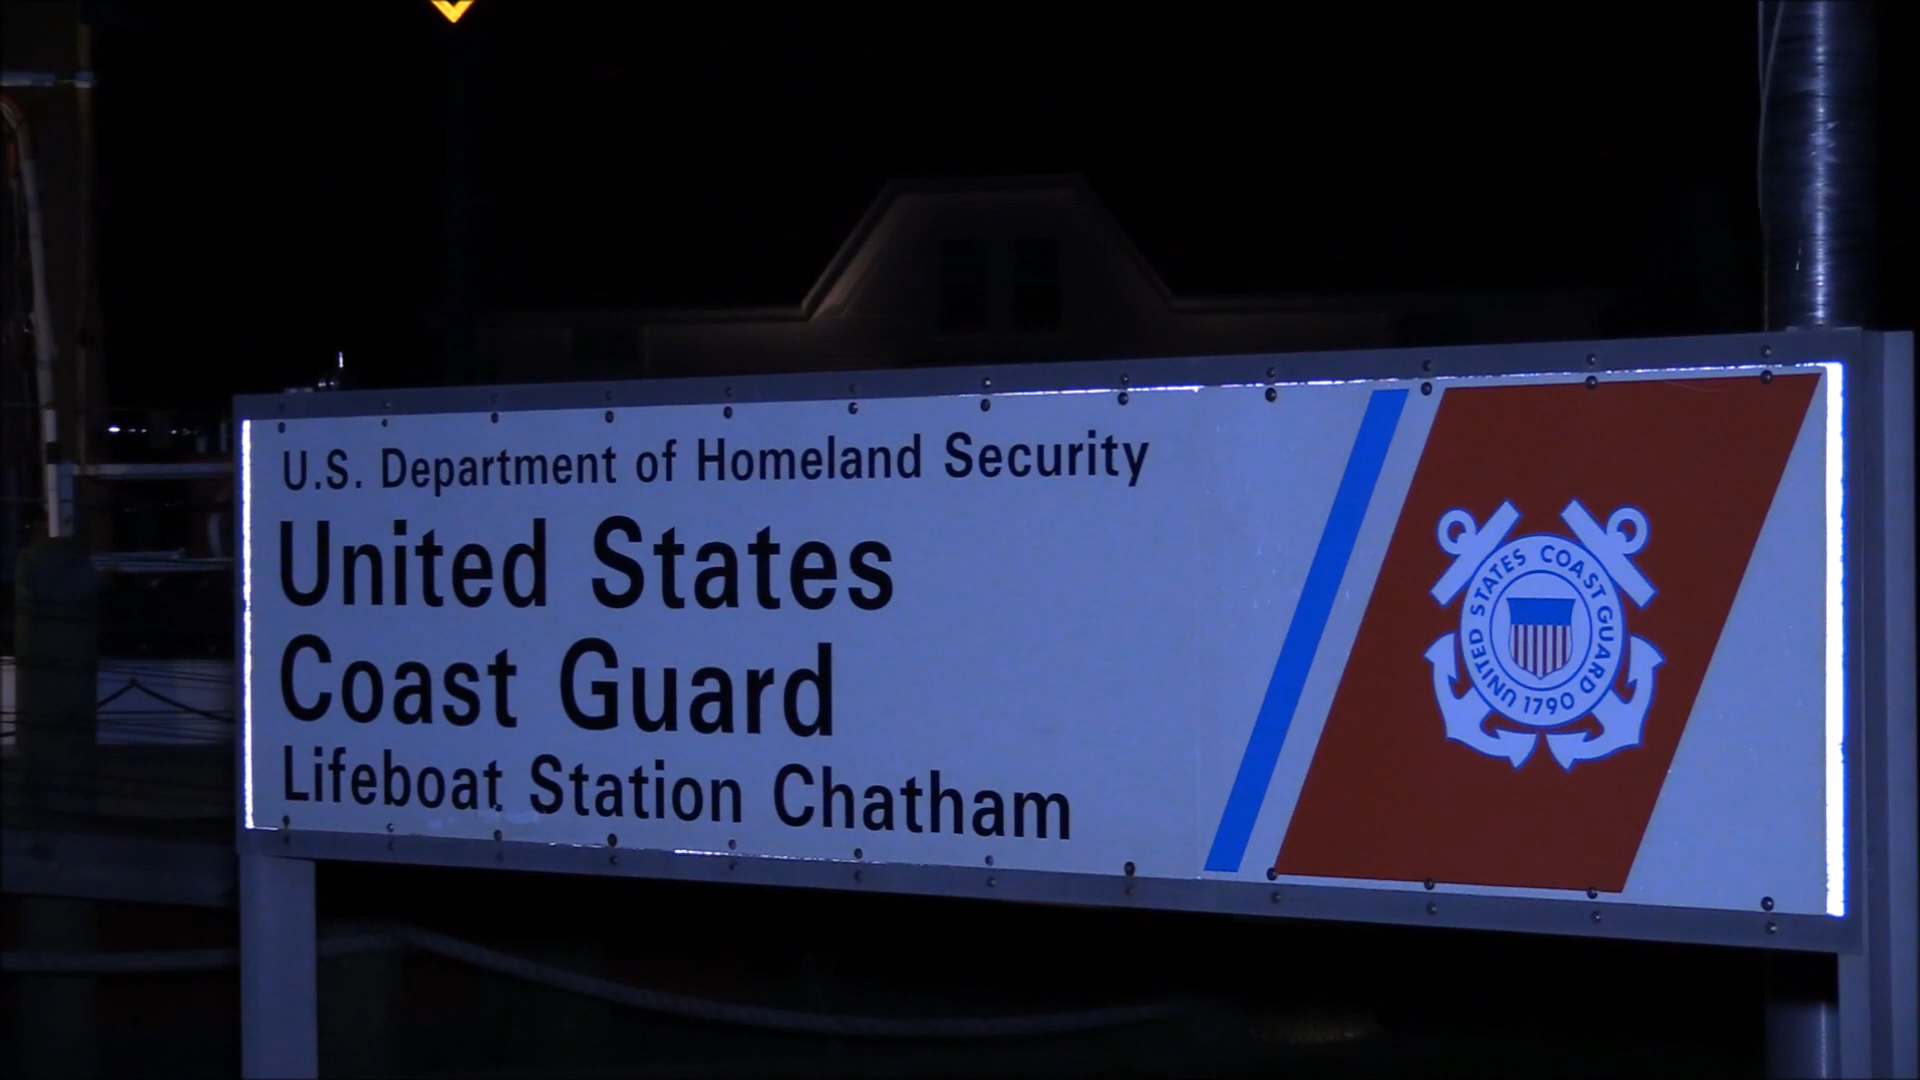 U.S. Department of Homeland Security
United States
Coast Guard
Lifeboat Station Chatham
UNITED STATES COAST GUARD 1790